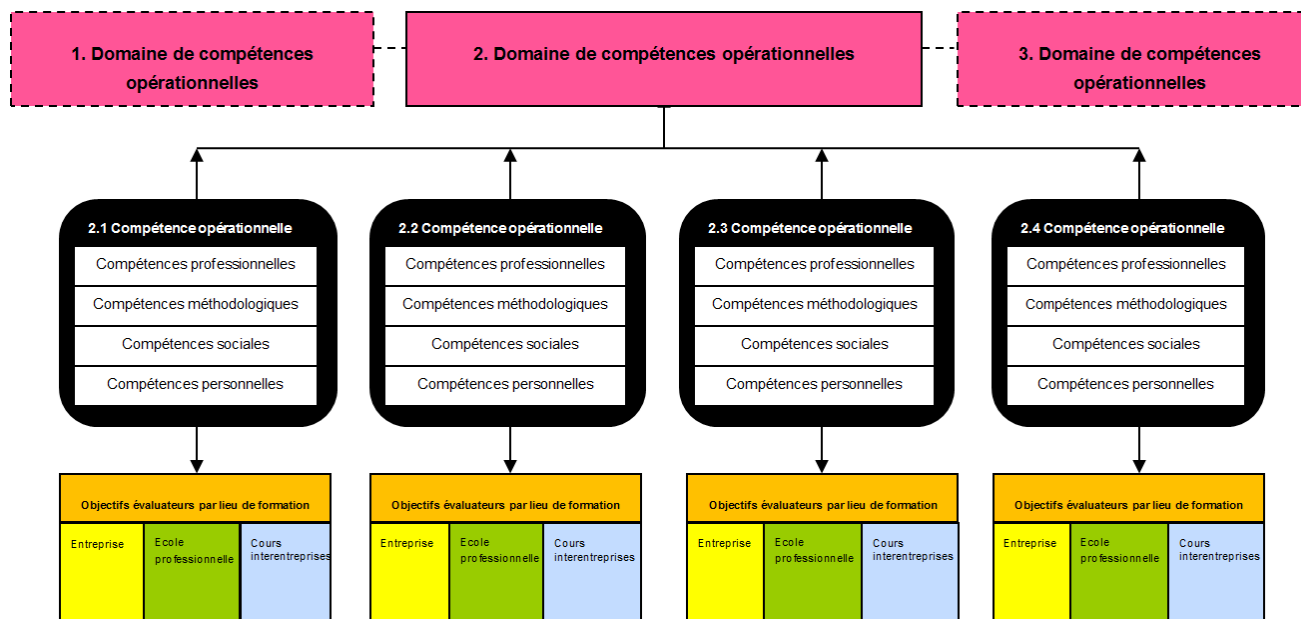 1. Domaine de compétences
opérationnelles
2. Domaine de compétences opérationnelles
3. Domaine de compétences
opérationnelles
2.1 Compétence opérationnelle
Compétences professionnelles
Compétences méthodologiques
Compétences sociales
Compétences personnelles
2.2 Compétence opérationnelle
Compétences professionnelles
Compétences méthodologiques
Compétences sociales
Compétences personnelles
2.3 Compétence opérationnelle
Compétences professionnelles
Compétences méthodologiques
Compétences sociales
Compétences personnelles
2.4 Compétence opérationnelle
Compétences professionnelles
Compétences méthodologiques
Compétences sociales
Compétences personnelles
Objectifs évaluateurs par lieu de formation
Entreprise
Ecole
professionnelle
Cours
interentreprises
Objectifs évaluateurs par lieu de formation
Entreprise
Ecole
professionnelle
Cours
interentreprises
Objectifs évaluateurs par lieu de formation
Entreprise
Ecole
professionnelle
Cours
interentreprises
Objectifs évaluateurs par lieu de formation
Entreprise
Ecole
professionnelle
Cours
interentreprises